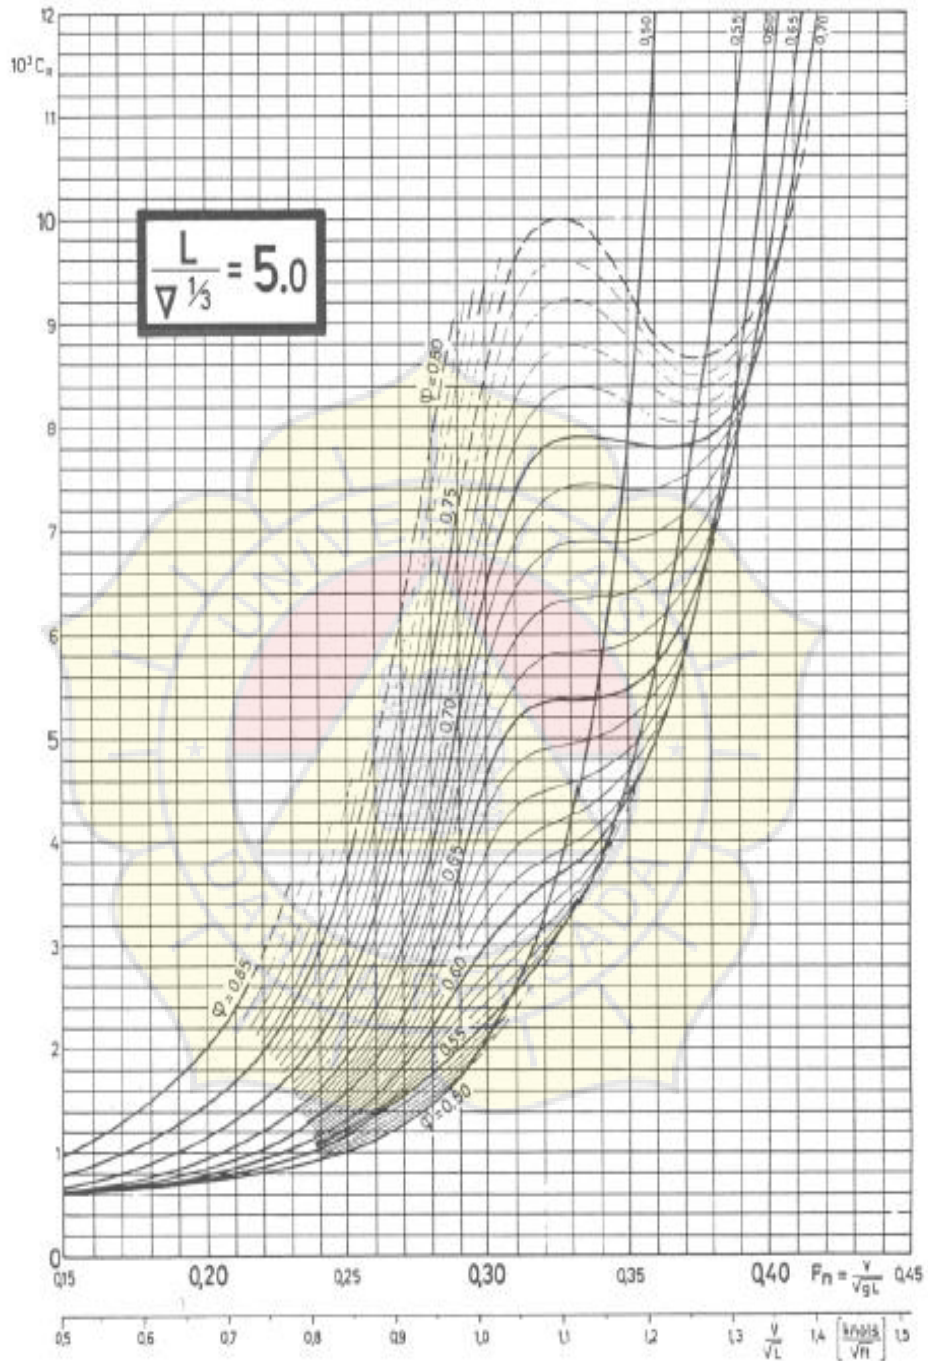 12
10³ C_R
11
10
9
8
7
6
5
4
3
2
1
0
L / ∇ ⅓ = 5.0
0,50
0,55
0,60
0,65
0,70
φ = 0,80
0,75
0,70
0,65
0,60
0,55
φ = 0,50
φ = 0,85
UNIVERSITAS
DARMA PERSADA
0,15 0,20 0,25 0,30 0,35 0,40 Fn = V / √gL 0,45
0,5 0,6 0,7 0,8 0,9 1,0 1,1 1,2 1,3 V / √L 1,4 [knots / √ft] 1,5